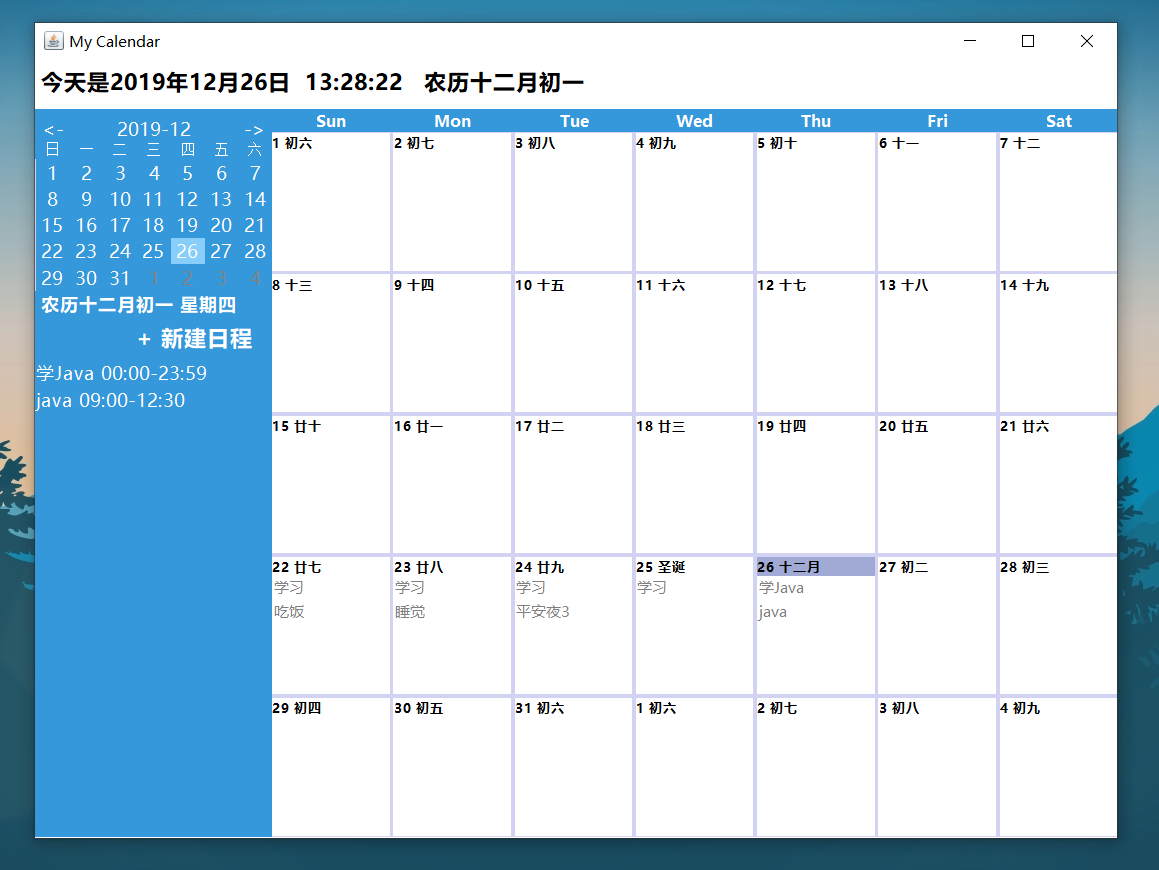 My Calendar
今天是2019年12月26日 13:28:22 农历十二月初一
<- 2019-12 ->
日 一 二 三 四 五 六
1 2 3 4 5 6 7
8 9 10 11 12 13 14
15 16 17 18 19 20 21
22 23 24 25 26 27 28
29 30 31 1 2 3 4
农历十二月初一 星期四
+ 新建日程
学Java 00:00-23:59
java 09:00-12:30
Sun Mon Tue Wed Thu Fri Sat
1 初六 2 初七 3 初八 4 初九 5 初十 6 十一 7 十二
8 十三 9 十四 10 十五 11 十六 12 十七 13 十八 14 十九
15 廿十 16 廿一 17 廿二 18 廿三 19 廿四 20 廿五 21 廿六
22 廿七 23 廿八 24 廿九 25 圣诞 26 十二月 27 初二 28 初三
学习 学习 学习 学习 学Java
吃饭 睡觉 平安夜3 java
29 初四 30 初五 31 初六 1 初六 2 初七 3 初八 4 初九